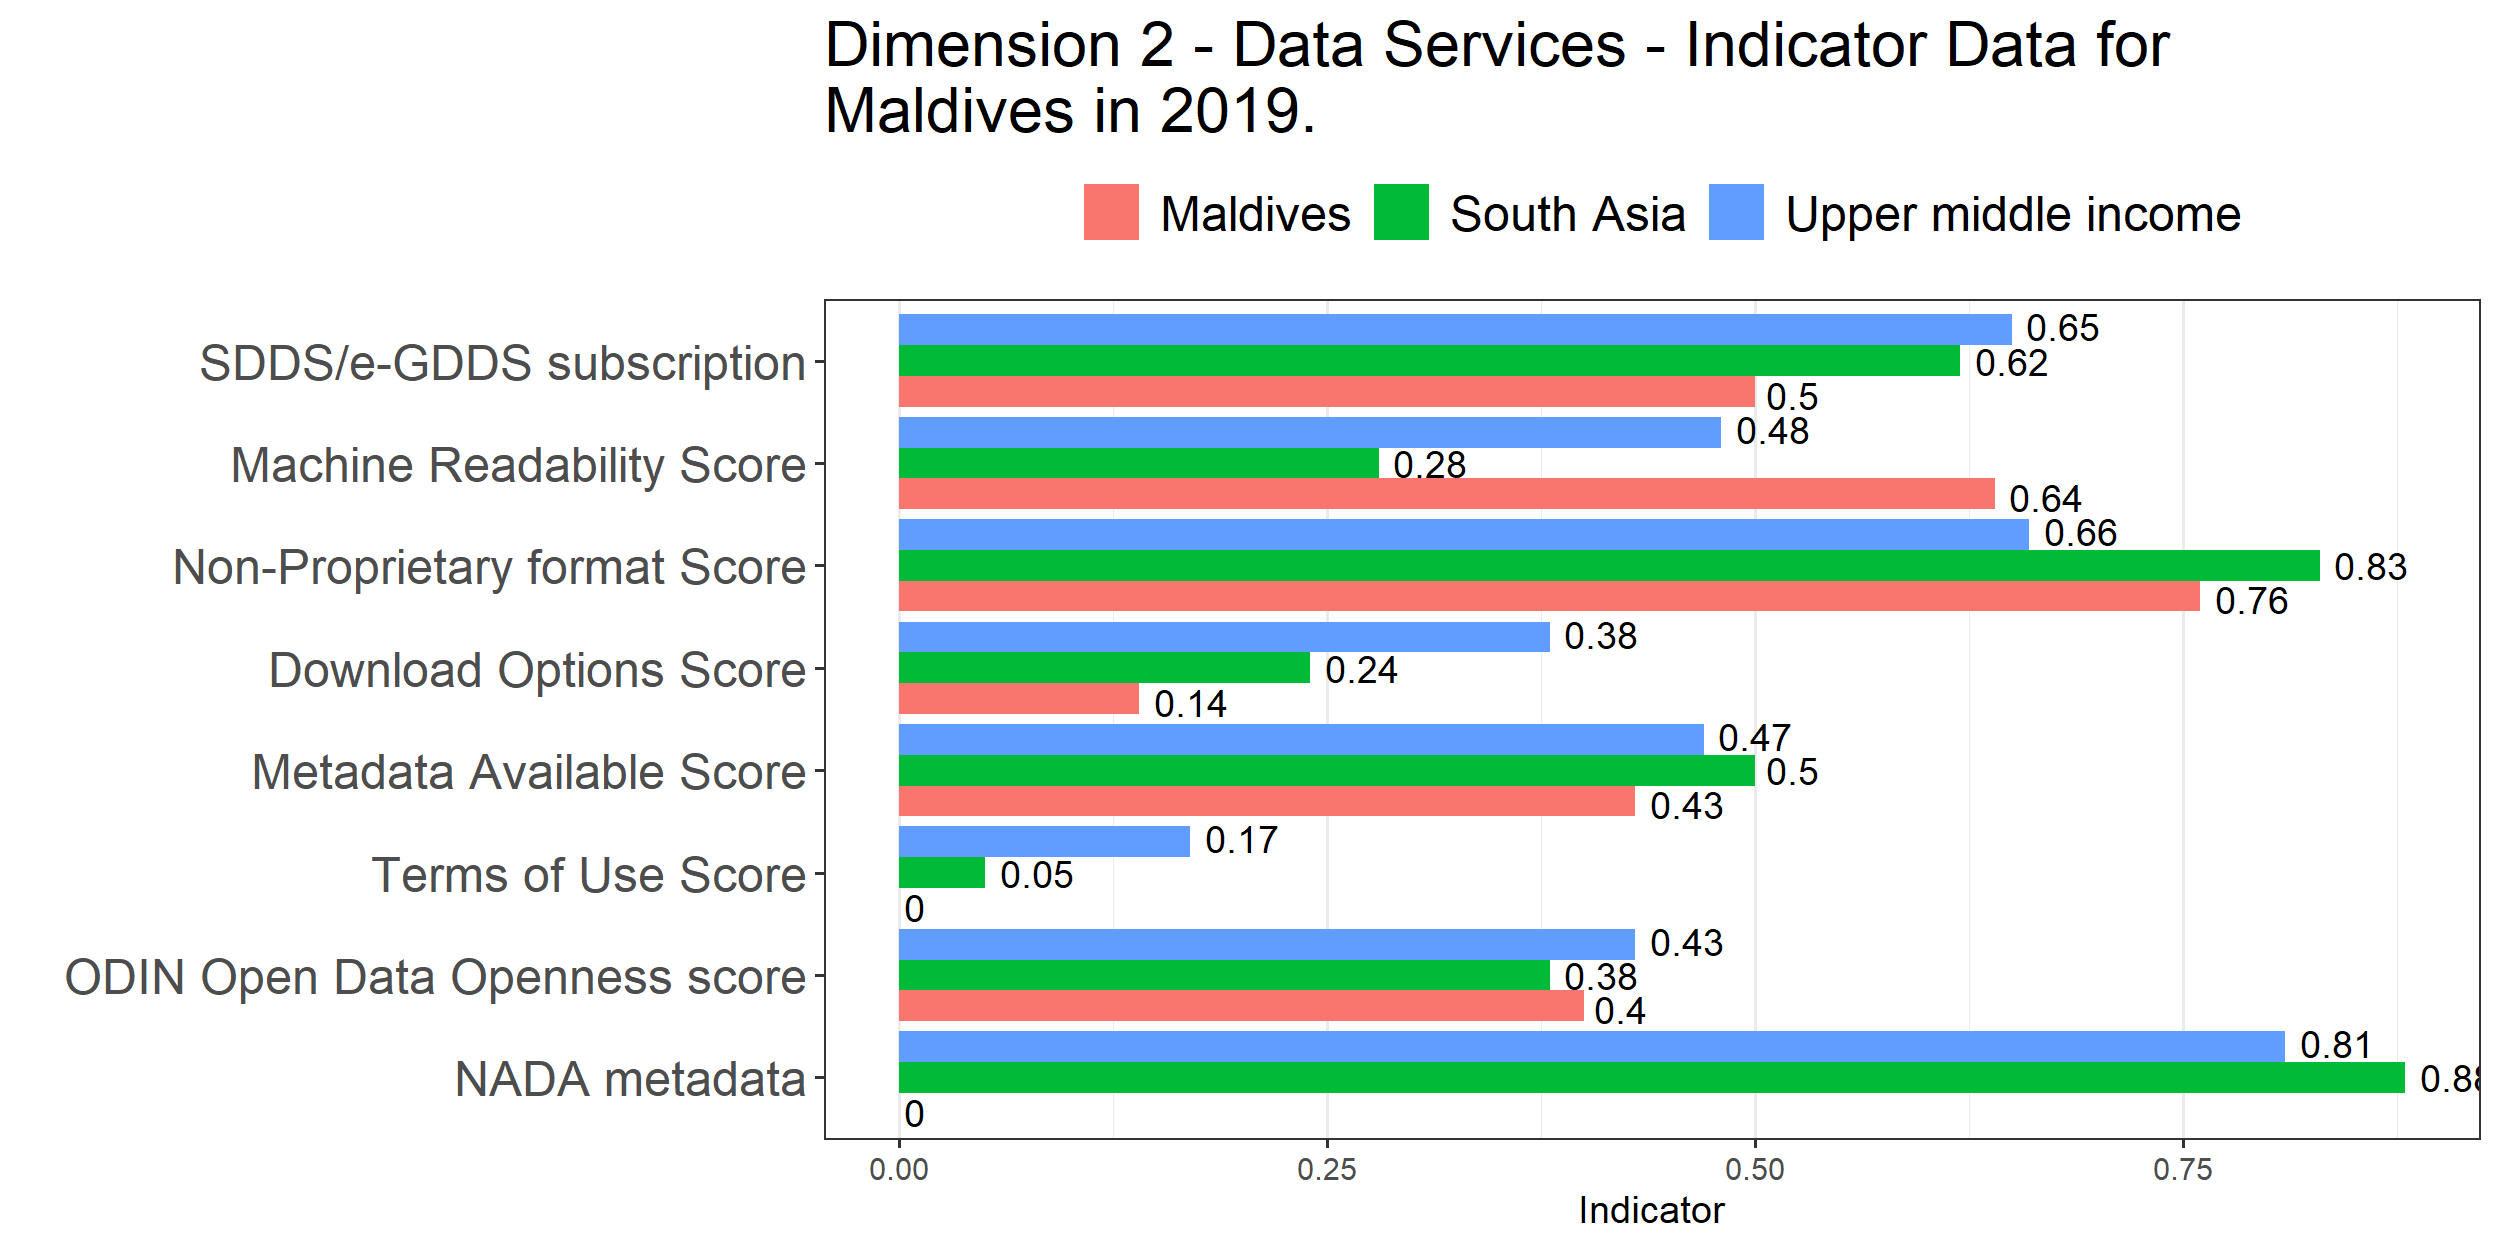 Dimension 2 - Data Services - Indicator Data for
Maldives in 2019.
Maldives South Asia Upper middle income
SDDS/e-GDDS subscription
0.65
0.62
0.5
Machine Readability Score
0.48
0.28
0.64
Non-Proprietary format Score
0.66
0.83
0.76
Download Options Score
0.38
0.24
0.14
Metadata Available Score
0.47
0.5
0.43
Terms of Use Score
0.17
0.05
0
ODIN Open Data Openness score
0.43
0.38
0.4
NADA metadata
0.81
0.88
0
0.00 0.25 0.50 0.75
Indicator